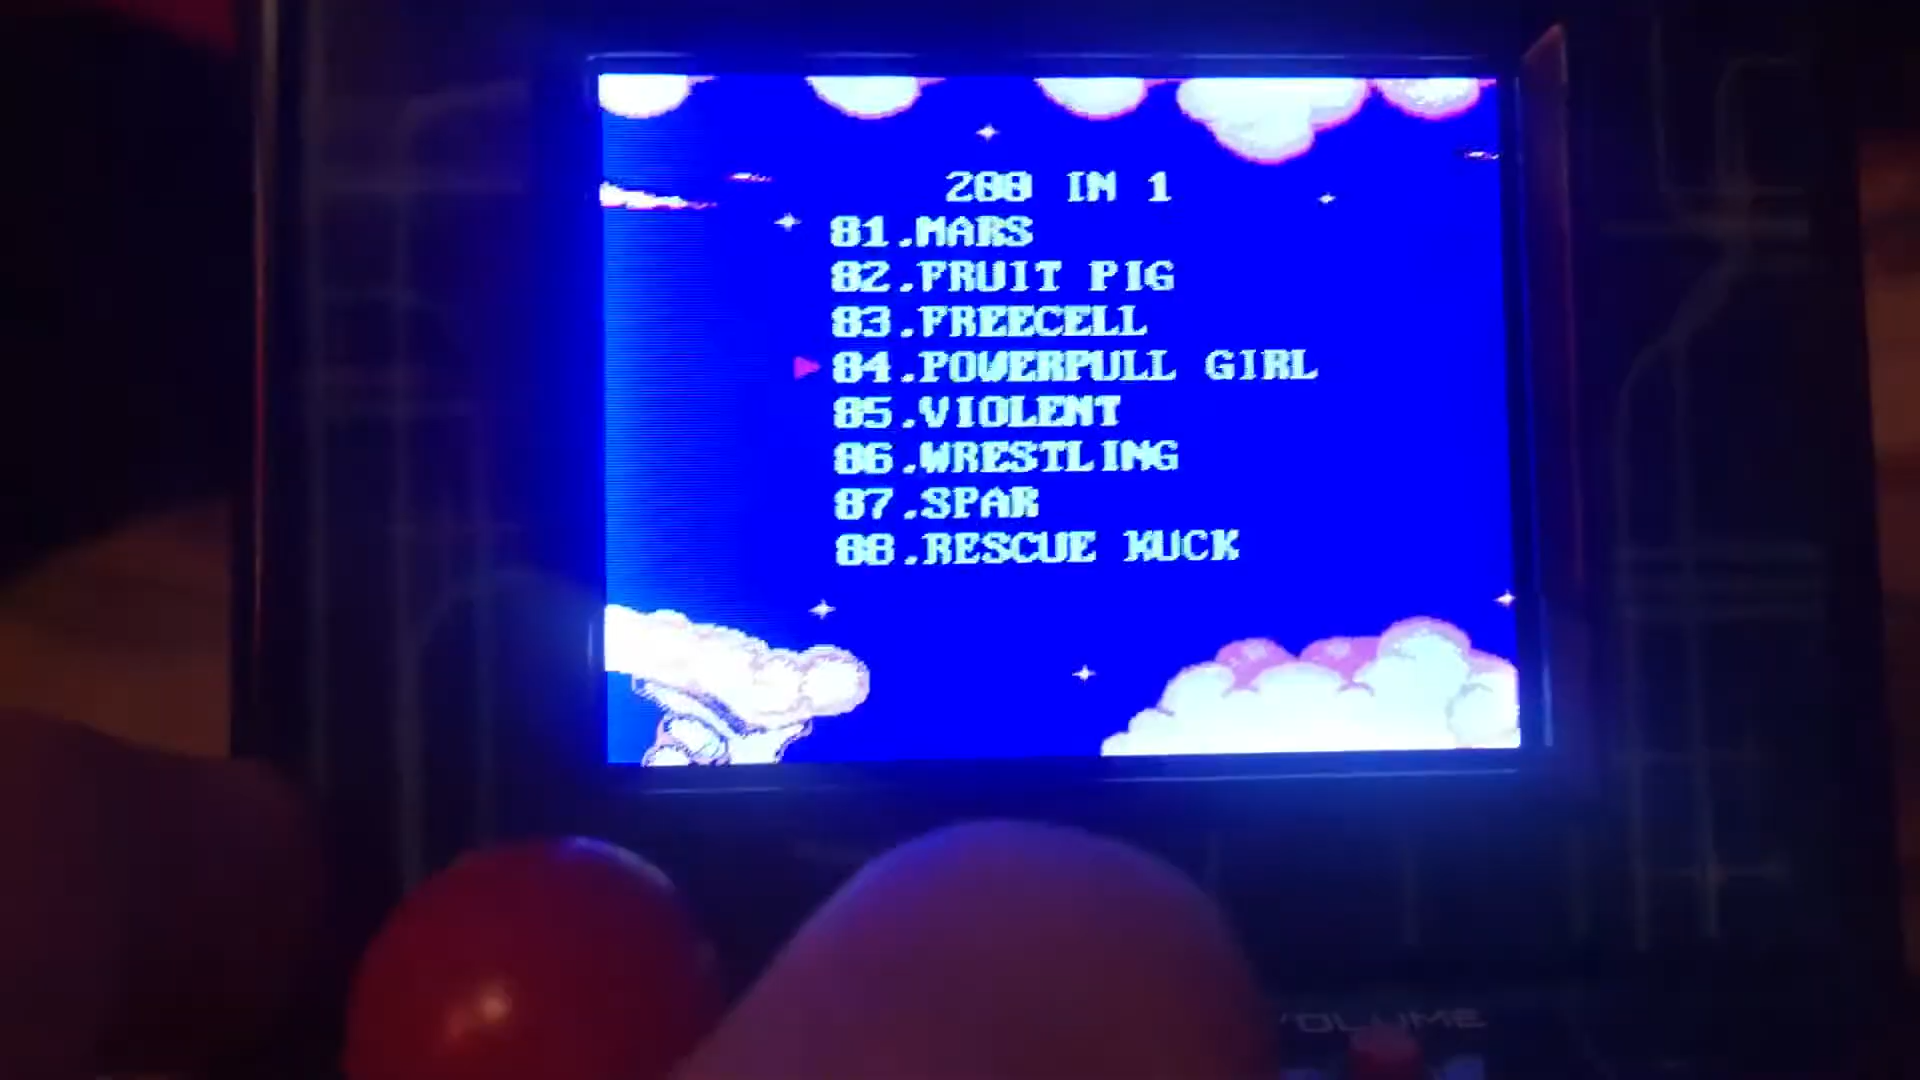 200 IN 1
81.MARS
82.FRUIT PIG
83.FREECELL
84.POWERPULL GIRL
85.VIOLENT
86.WRESTLING
87.SPAR
88.RESCUE KUCK
VOLUME